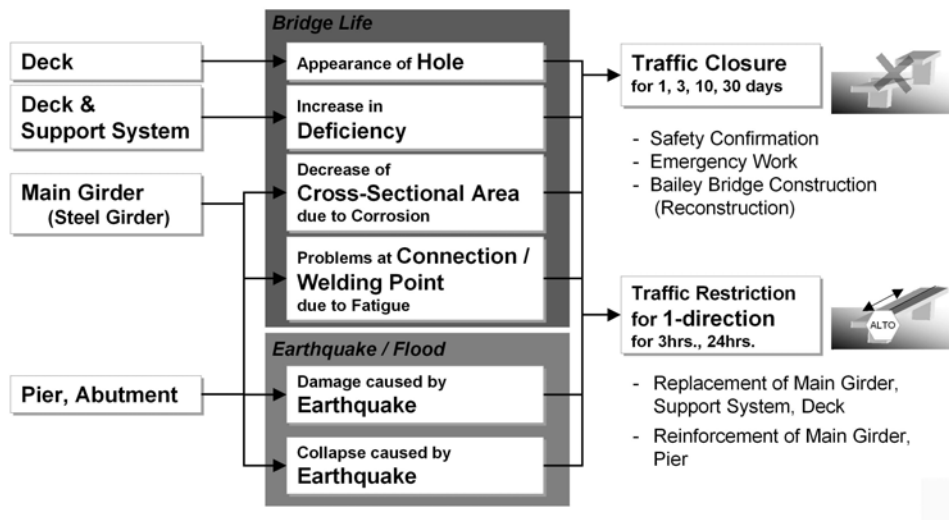 Deck
Deck &
Support System
Main Girder
(Steel Girder)
Pier, Abutment
Bridge Life
Appearance of Hole
Increase in
Deficiency
Decrease of
Cross-Sectional Area
due to Corrosion
Problems at Connection /
Welding Point
due to Fatigue
Earthquake / Flood
Damage caused by
Earthquake
Collapse caused by
Earthquake
Traffic Closure
for 1, 3, 10, 30 days
- Safety Confirmation
- Emergency Work
- Bailey Bridge Construction
(Reconstruction)
Traffic Restriction
for 1-direction
for 3hrs., 24hrs.
ALTO
- Replacement of Main Girder,
Support System, Deck
- Reinforcement of Main Girder,
Pier